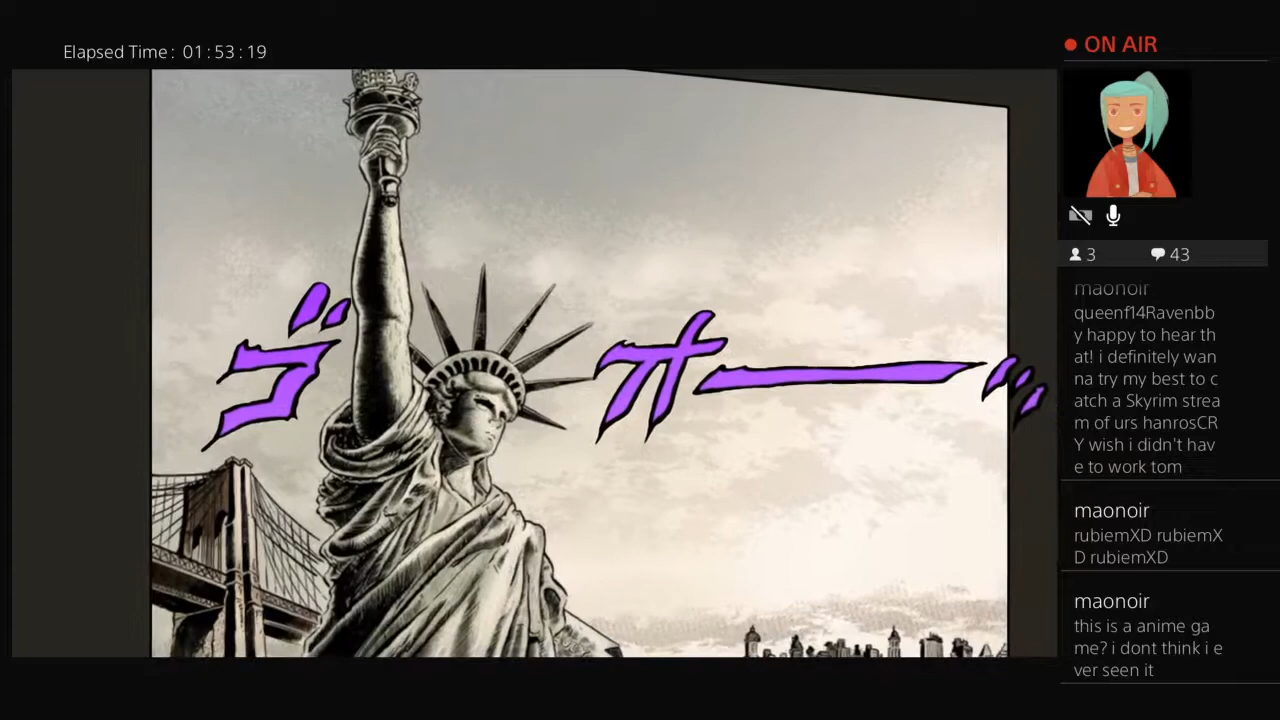 Elapsed Time: 01:53:19
ON AIR
3
43
maonoir
queenf14Ravenbb
y happy to hear th
at! i definitely wan
na try my best to c
atch a Skyrim strea
m of urs hanrosCR
Y wish i didn't hav
e to work tom
maonoir
rubiemXD rubiemX
D rubiemXD
maonoir
this is a anime ga
me? i dont think i e
ver seen it
ゴオーッ